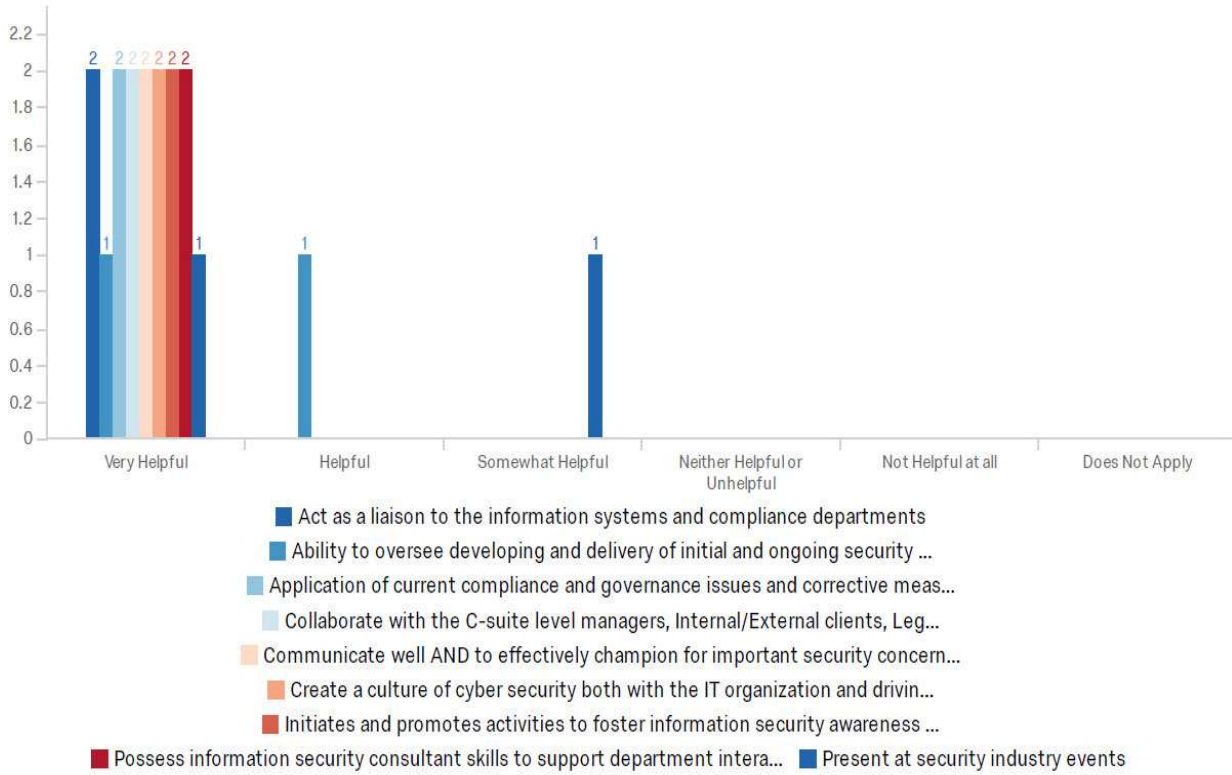 2.2
2 2 2 2 2 2 2 2
2
1.8
1.6
1.4
1.2
1 1 1 1
1
0.8
0.6
0.4
0.2
0
Very Helpful Helpful Somewhat Helpful Neither Helpful or Not Helpful at all Does Not Apply
Unhelpful
Act as a liaison to the information systems and compliance departments
Ability to oversee developing and delivery of initial and ongoing security ...
Application of current compliance and governance issues and corrective meas...
Collaborate with the C-suite level managers, Internal/External clients, Leg...
Communicate well AND to effectively champion for important security concern...
Create a culture of cyber security both with the IT organization and drivin...
Initiates and promotes activities to foster information security awareness ...
Possess information security consultant skills to support department intera... Present at security industry events